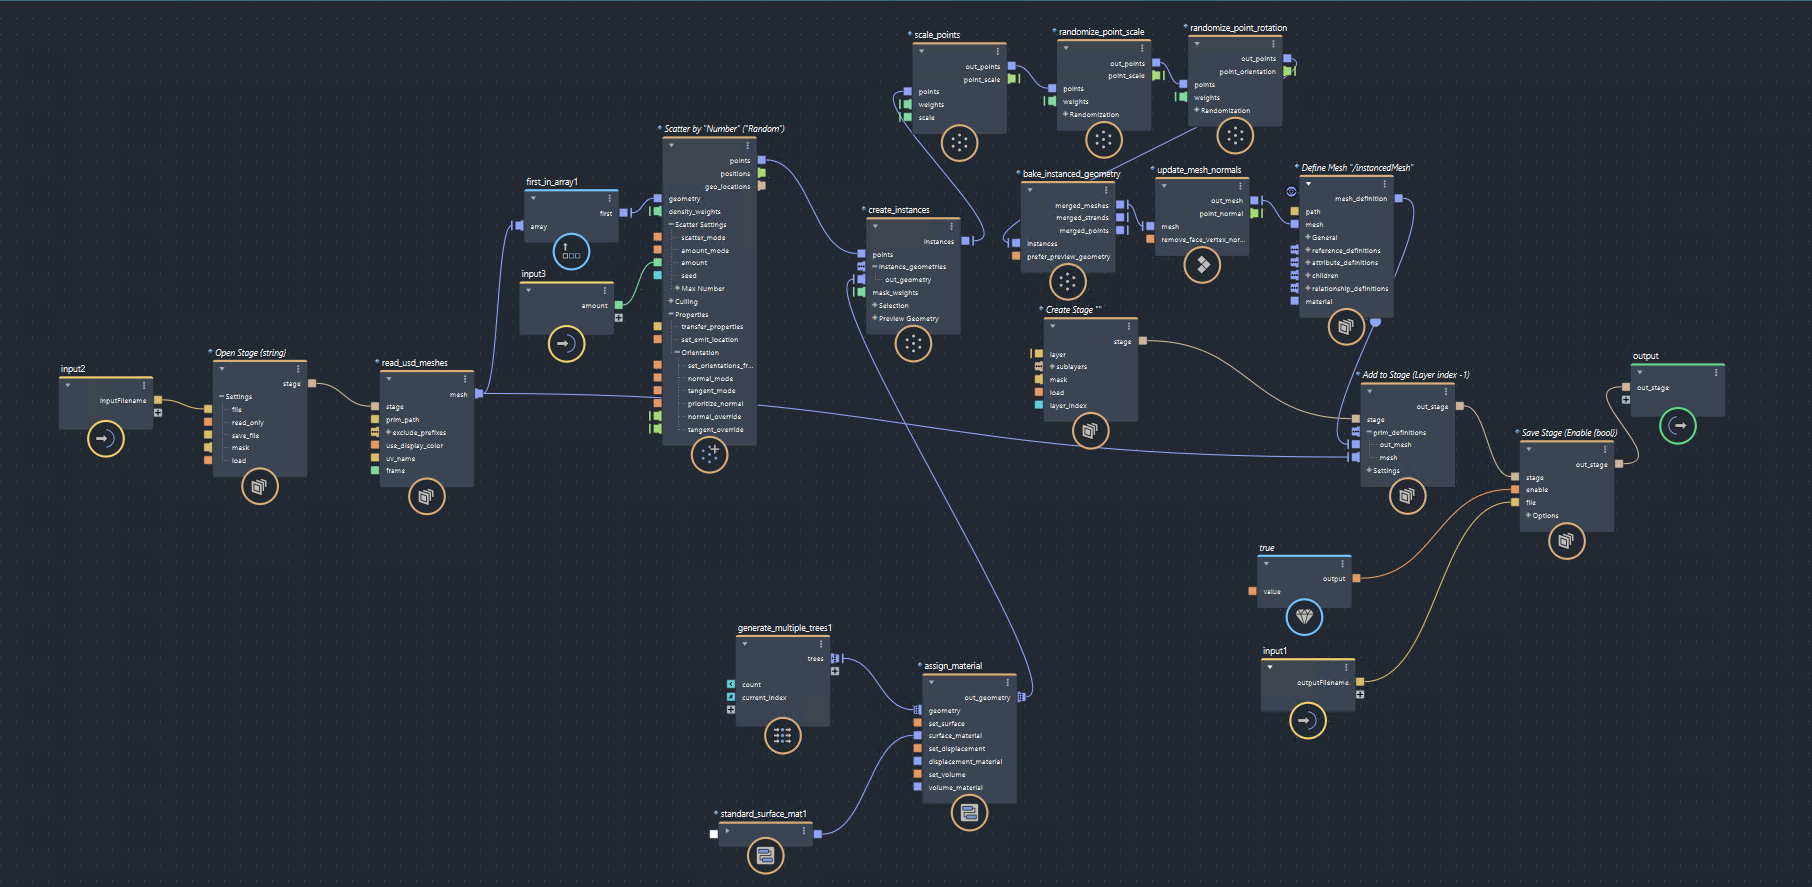 input2
inputFilename
Open Stage {string}
stage
Settings
file
read_only
save_file
mask
load
read_usd_meshes
mesh
stage
prim_path
exclude_prefixes
use_display_color
uv_name
frame
first_in_array1
first
array
input3
amount
Scatter by "Number" ("Random")
points
positions
geo_locations
geometry
density_weights
Scatter Settings
scatter_mode
amount_mode
amount
seed
Max Number
Culling
Properties
transfer_properties
set_emit_location
Orientation
set_orientations_fr...
normal_mode
tangent_mode
prioritize_normal
normal_override
tangent_override
create_instances
instances
points
instance_geometries
out_geometry
mask_weights
Selection
Preview Geometry
scale_points
out_points
point_scale
points
weights
scale
randomize_point_scale
out_points
point_scale
points
weights
Randomization
randomize_point_rotation
out_points
point_orientation
points
weights
Randomization
bake_instanced_geometry
merged_meshes
merged_strands
merged_points
instances
prefer_preview_geometry
update_mesh_normals
out_mesh
point_normal
mesh
remove_face_vertex_nor...
Define Mesh "/instancedMesh"
mesh_definition
path
mesh
General
reference_definitions
attribute_definitions
children
relationship_definitions
material
Create Stage ""
stage
layer
sublayers
mask
load
layer_index
Add to Stage (Layer index -1)
out_stage
stage
prim_definitions
out_mesh
mesh
Settings
Save Stage (Enable {bool})
out_stage
stage
enable
file
Options
output
out_stage
true
output
value
input1
outputFilename
generate_multiple_trees1
trees
count
current_index
assign_material
out_geometry
geometry
set_surface
surface_material
set_displacement
displacement_material
set_volume
volume_material
standard_surface_mat1